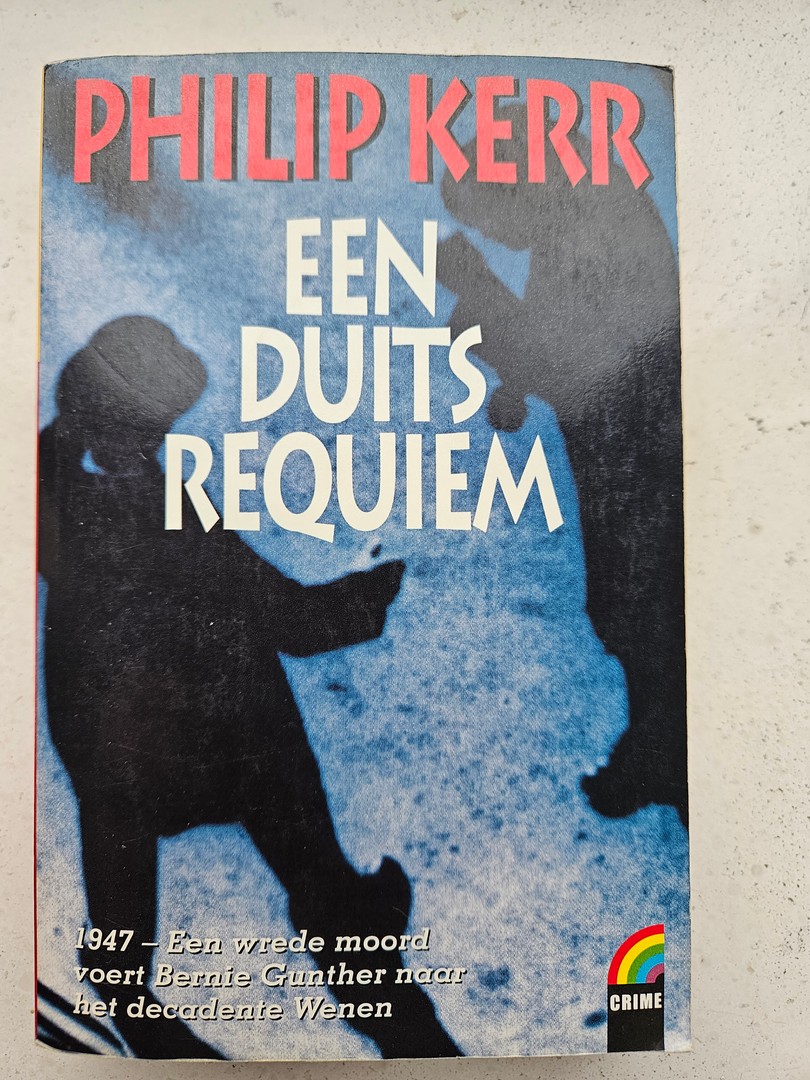 PHILIP KERR
EEN
DUITS
REQUIEM
1947 – Een wrede moord
voert Bernie Gunther naar
het decadente Wenen
CRIME